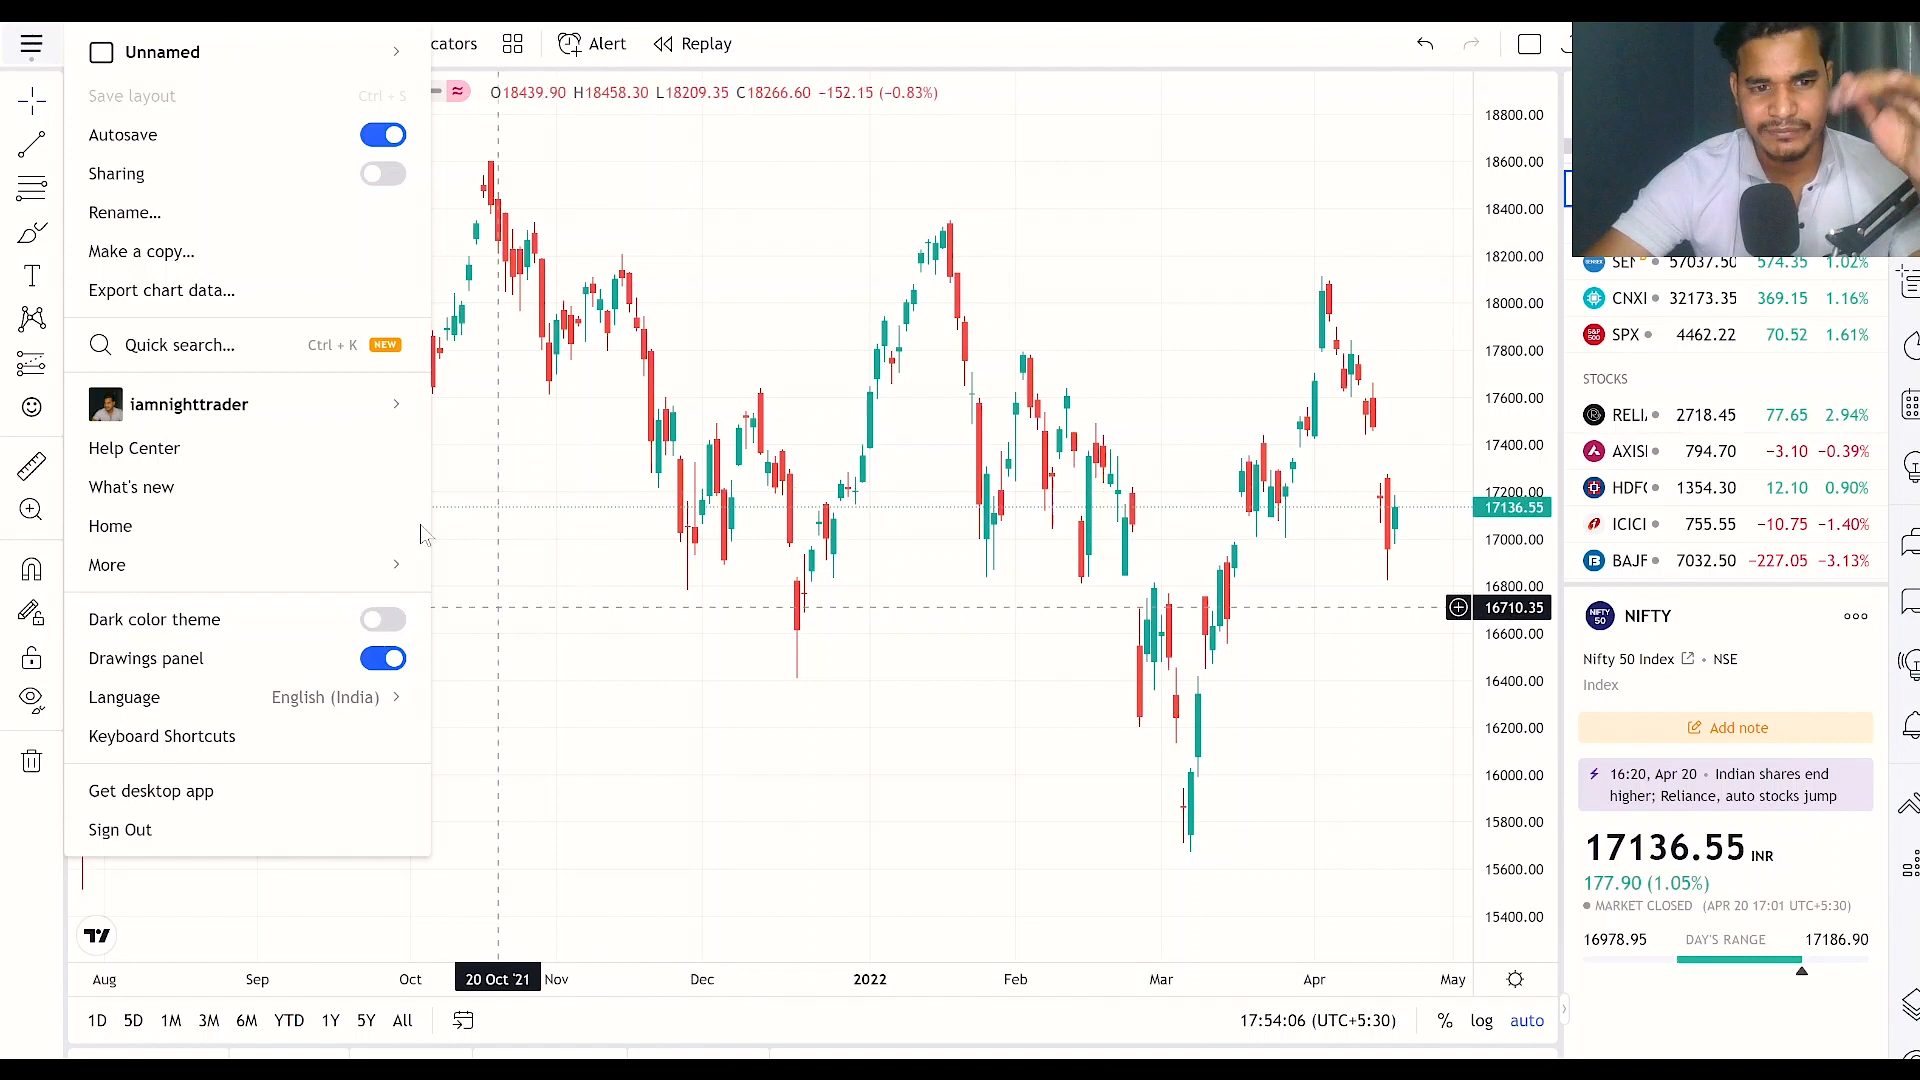 Unnamed
Save layout Ctrl + S
Autosave
Sharing
Rename...
Make a copy...
Export chart data...
Quick search... Ctrl + K NEW
iamnighttrader
Help Center
What's new
Home
More
Dark color theme
Drawings panel
Language English (India)
Keyboard Shortcuts
Get desktop app
Sign Out
cators Alert Replay
O18439.90 H18458.30 L18209.35 C18266.60 −152.15 (−0.83%)
18800.00
18600.00
18400.00
18200.00
18000.00
17800.00
17600.00
17400.00
17200.00
17136.55
17000.00
16800.00
16710.35
16600.00
16400.00
16200.00
16000.00
15800.00
15600.00
15400.00
Aug Sep Oct 20 Oct '21 Nov Dec 2022 Feb Mar Apr May
1D 5D 1M 3M 6M YTD 1Y 5Y All
17:54:06 (UTC+5:30) % log auto
57037.50 574.35 1.02%
CNXI 32173.35 369.15 1.16%
SPX 4462.22 70.52 1.61%
STOCKS
RELI 2718.45 77.65 2.94%
AXISI 794.70 −3.10 −0.39%
HDFC 1354.30 12.10 0.90%
ICICI 755.55 −10.75 −1.40%
BAJF 7032.50 −227.05 −3.13%
NIFTY 50 NIFTY
Nifty 50 Index • NSE
Index
Add note
16:20, Apr 20 • Indian shares end
higher; Reliance, auto stocks jump
17136.55 INR
177.90 (1.05%)
MARKET CLOSED (APR 20 17:01 UTC+5:30)
16978.95 DAY'S RANGE 17186.90